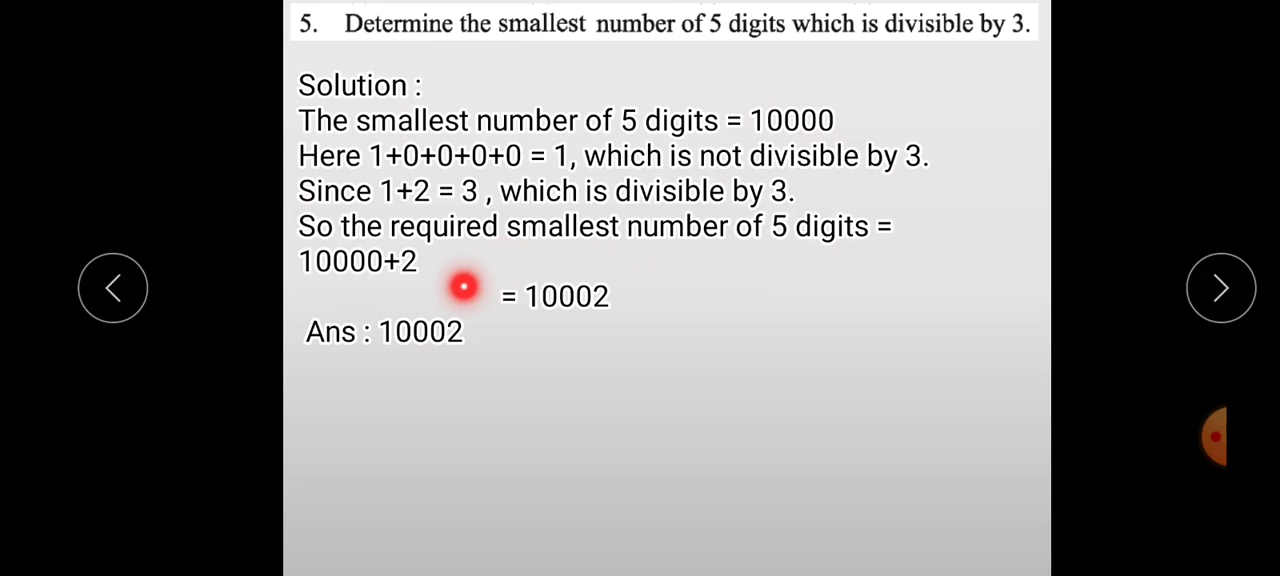 5. Determine the smallest number of 5 digits which is divisible by 3.
Solution :
The smallest number of 5 digits = 10000
Here 1+0+0+0+0 = 1, which is not divisible by 3.
Since 1+2 = 3 , which is divisible by 3.
So the required smallest number of 5 digits =
10000+2
= 10002
Ans : 10002